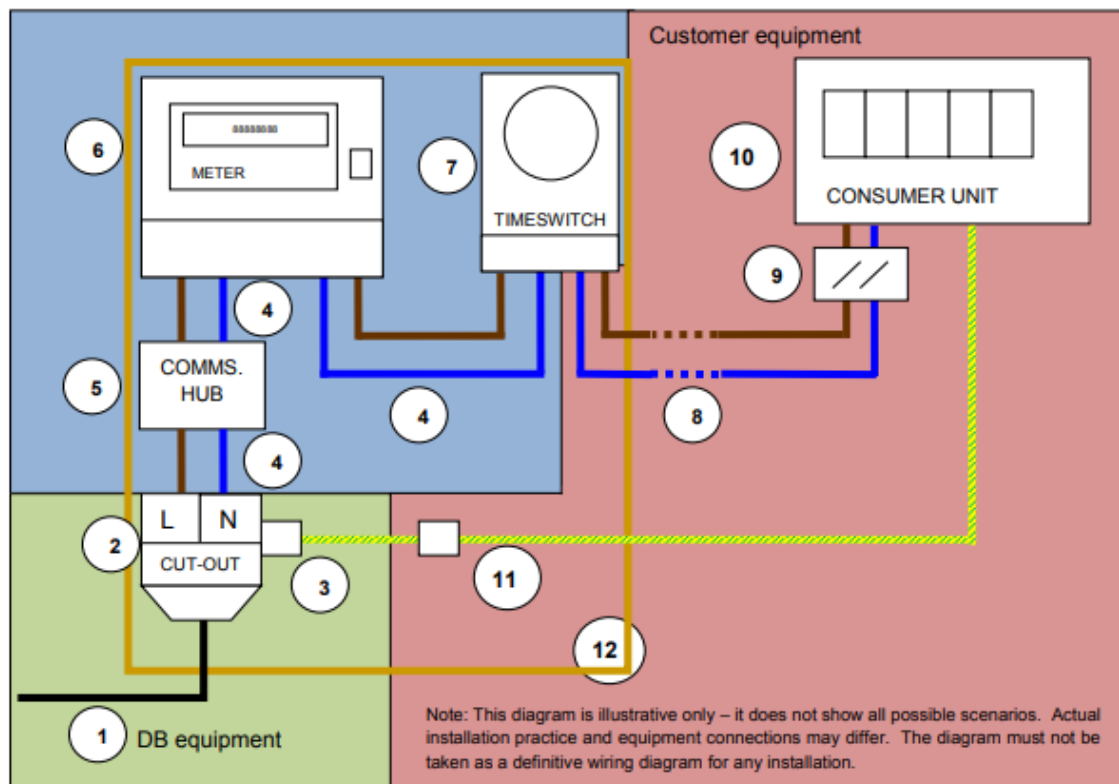 Customer equipment
88888888
6
METER
7
TIMESWITCH
10
CONSUMER UNIT
9
4
COMMS.
HUB
5
4
8
4
L N
2
CUT-OUT
3
11
12
1
DB equipment
Note: This diagram is illustrative only – it does not show all possible scenarios. Actual
installation practice and equipment connections may differ. The diagram must not be
taken as a definitive wiring diagram for any installation.